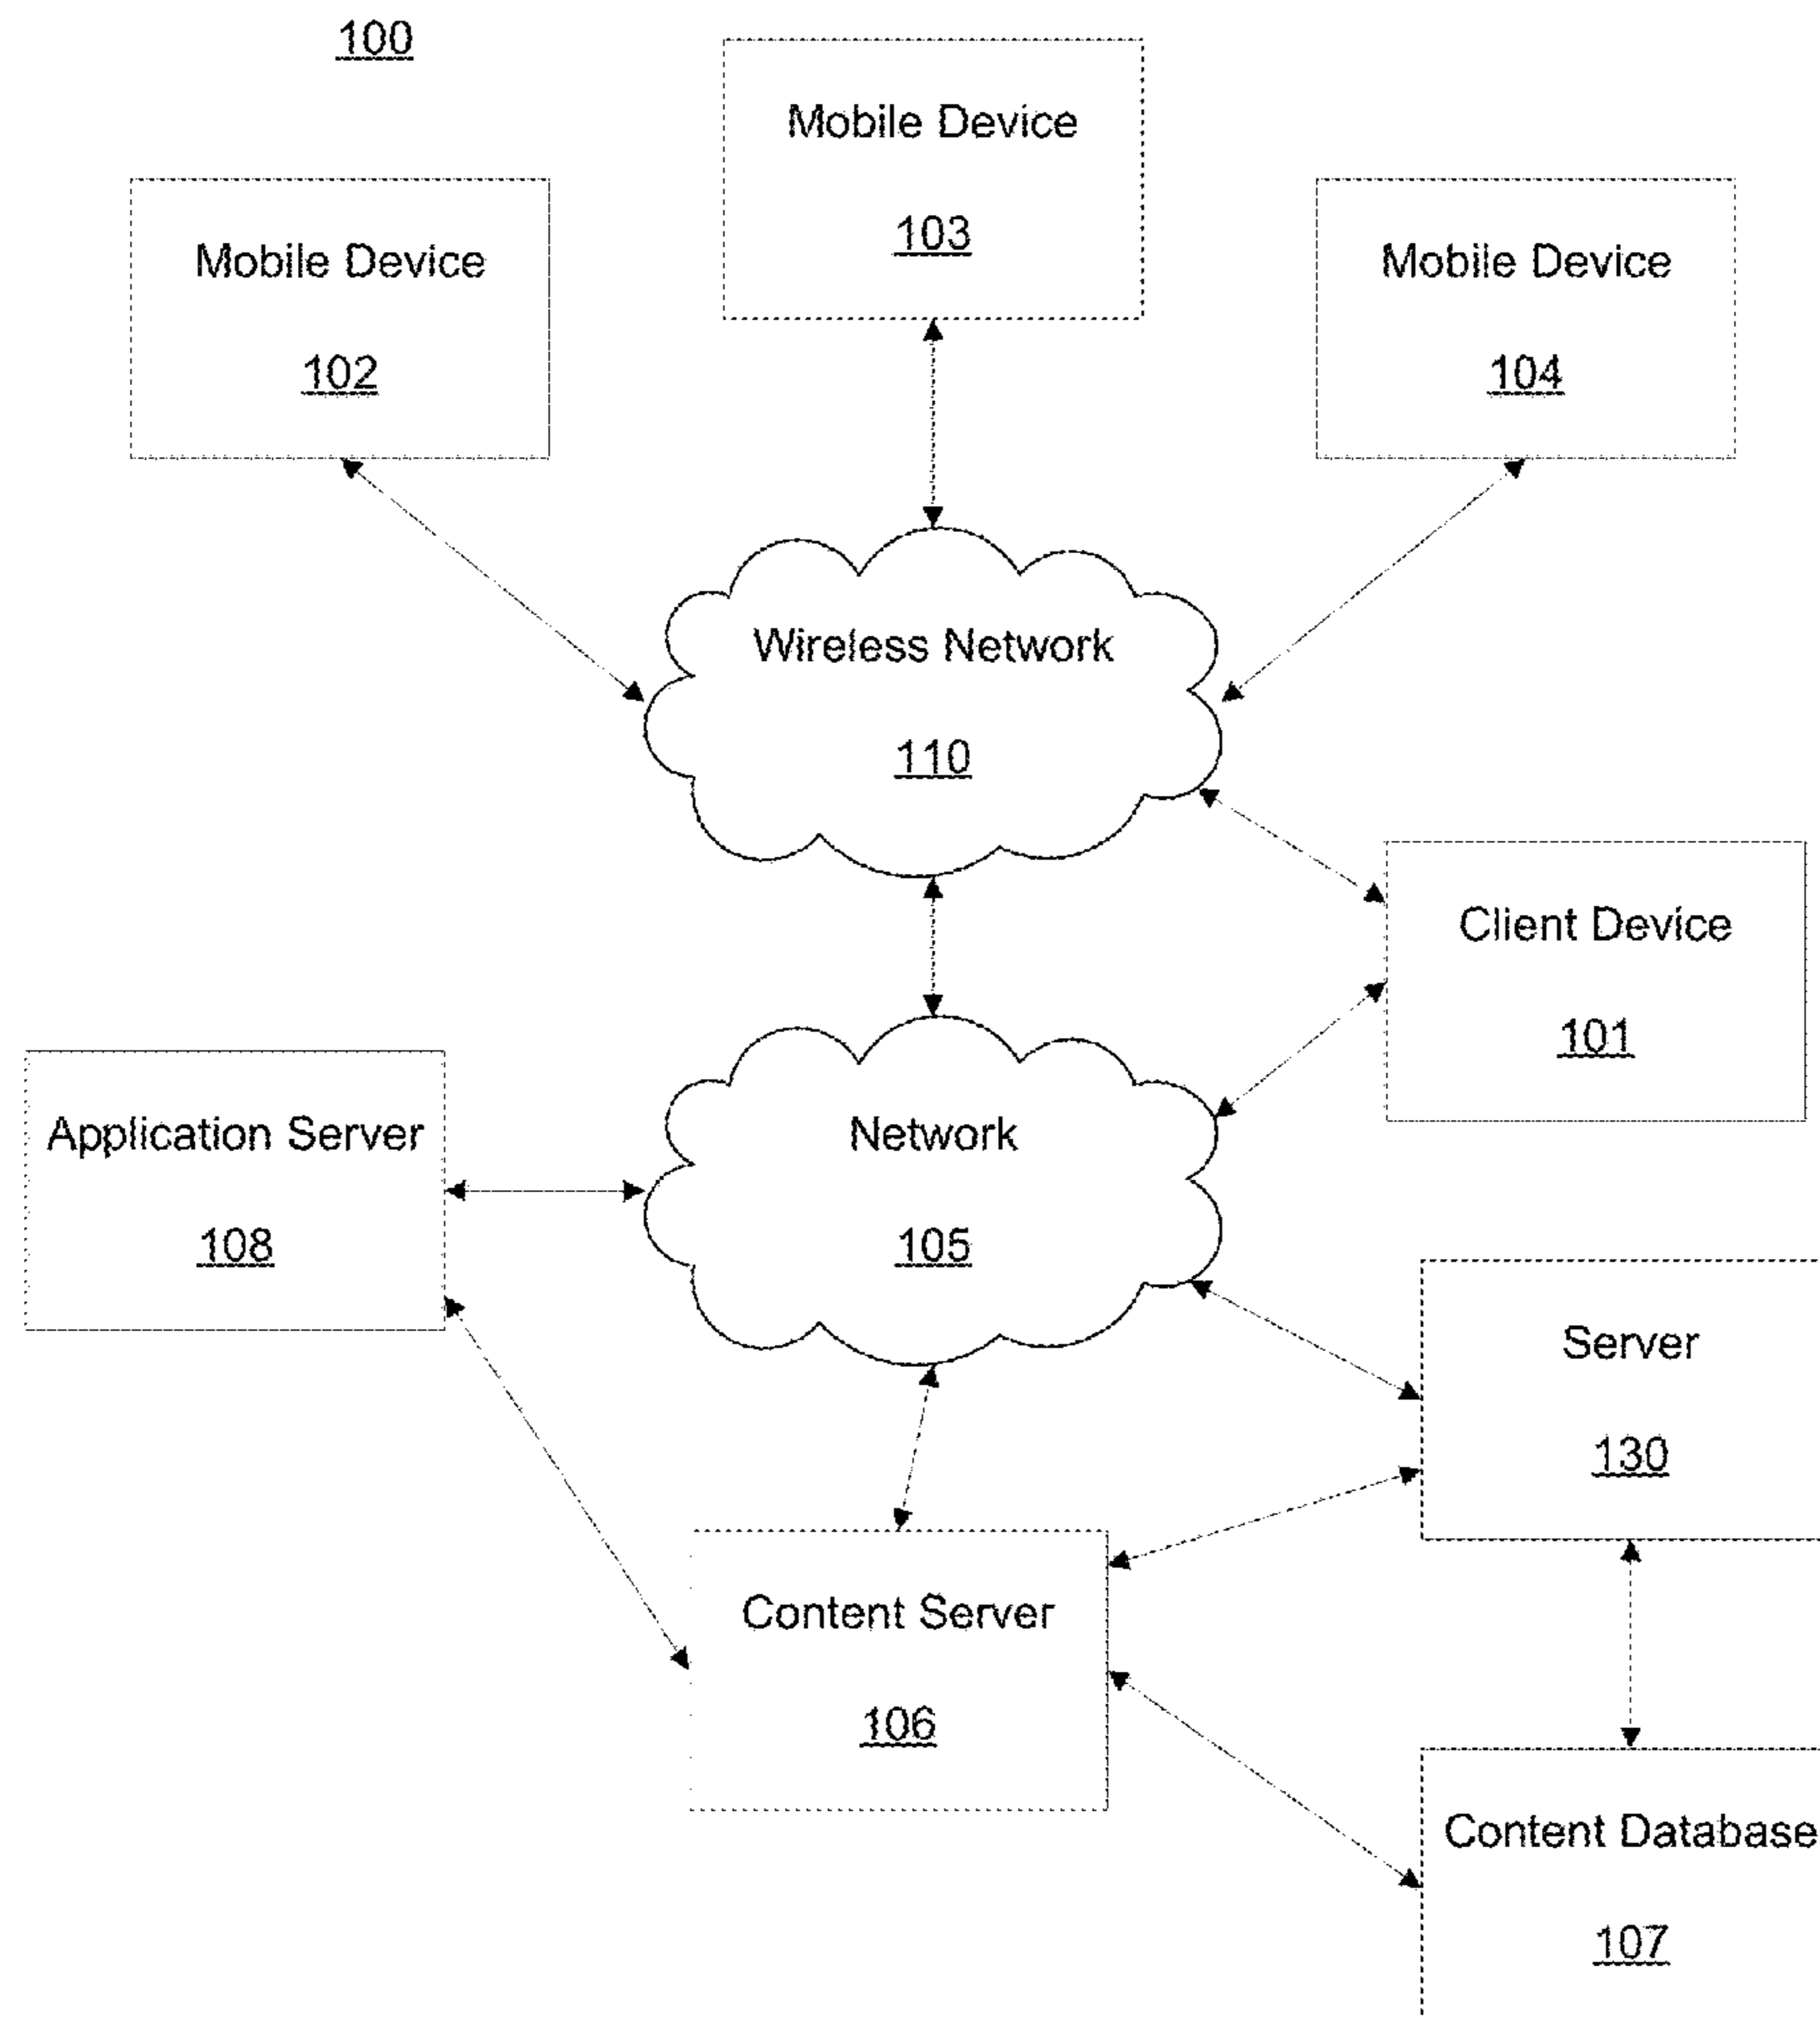 100
Mobile Device
103
Mobile Device
102
Mobile Device
104
Wireless Network
110
Client Device
101
Application Server
108
Network
105
Server
130
Content Server
106
Content Database
107